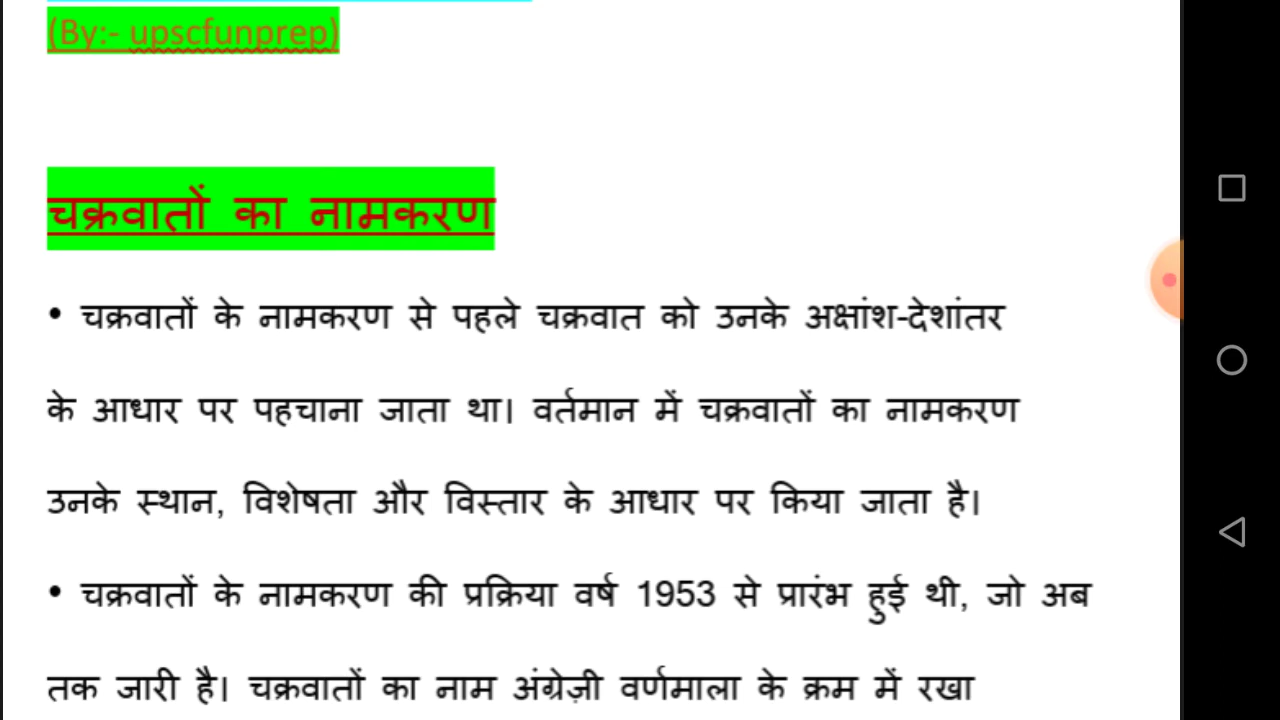 (By:- upscfunprep)
चक्रवातों का नामकरण
• चक्रवातों के नामकरण से पहले चक्रवात को उनके अक्षांश-देशांतर
के आधार पर पहचाना जाता था। वर्तमान में चक्रवातों का नामकरण
उनके स्थान, विशेषता और विस्तार के आधार पर किया जाता है।
• चक्रवातों के नामकरण की प्रक्रिया वर्ष 1953 से प्रारंभ हुई थी, जो अब
तक जारी है। चक्रवातों का नाम अंग्रेज़ी वर्णमाला के क्रम में रखा